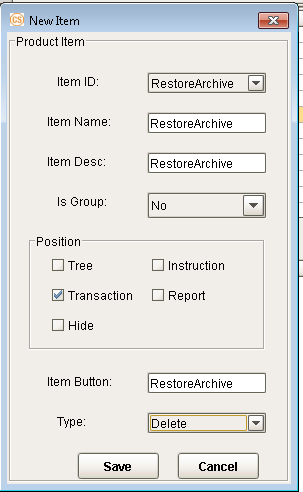 CS New Item
Product Item
Item ID: RestoreArchive
Item Name: RestoreArchive
Item Desc: RestoreArchive
Is Group: No
Position
Tree Instruction
Transaction Report
Hide
Item Button: RestoreArchive
Type: Delete
Save Cancel